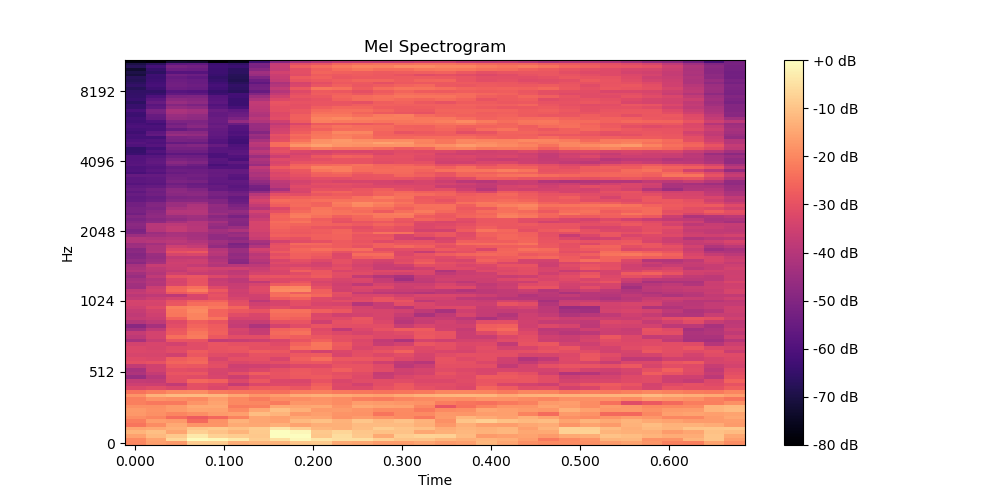 Mel Spectrogram
Hz
8192
4096
2048
1024
512
0
0.000 0.100 0.200 0.300 0.400 0.500 0.600
Time
+0 dB
-10 dB
-20 dB
-30 dB
-40 dB
-50 dB
-60 dB
-70 dB
-80 dB